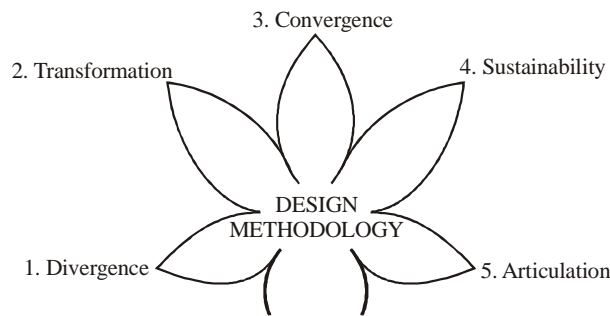 3. Convergence
2. Transformation
4. Sustainability
DESIGN
METHODOLOGY
1. Divergence
5. Articulation